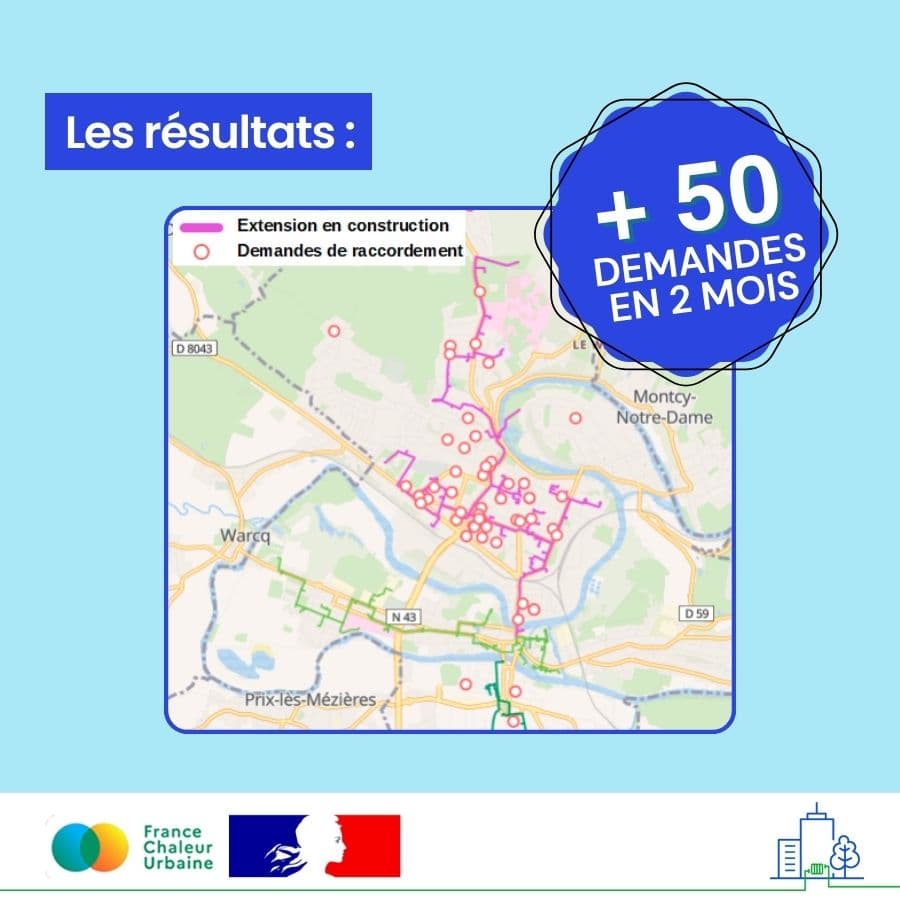 Les résultats :
+ 50
DEMANDES
EN 2 MOIS
Extension en construction
Demandes de raccordement
D 8043
LE
Montcy-
Notre-Dame
Warcq
N 43
D 59
Prix-lès-Mézières
France
Chaleur
Urbaine